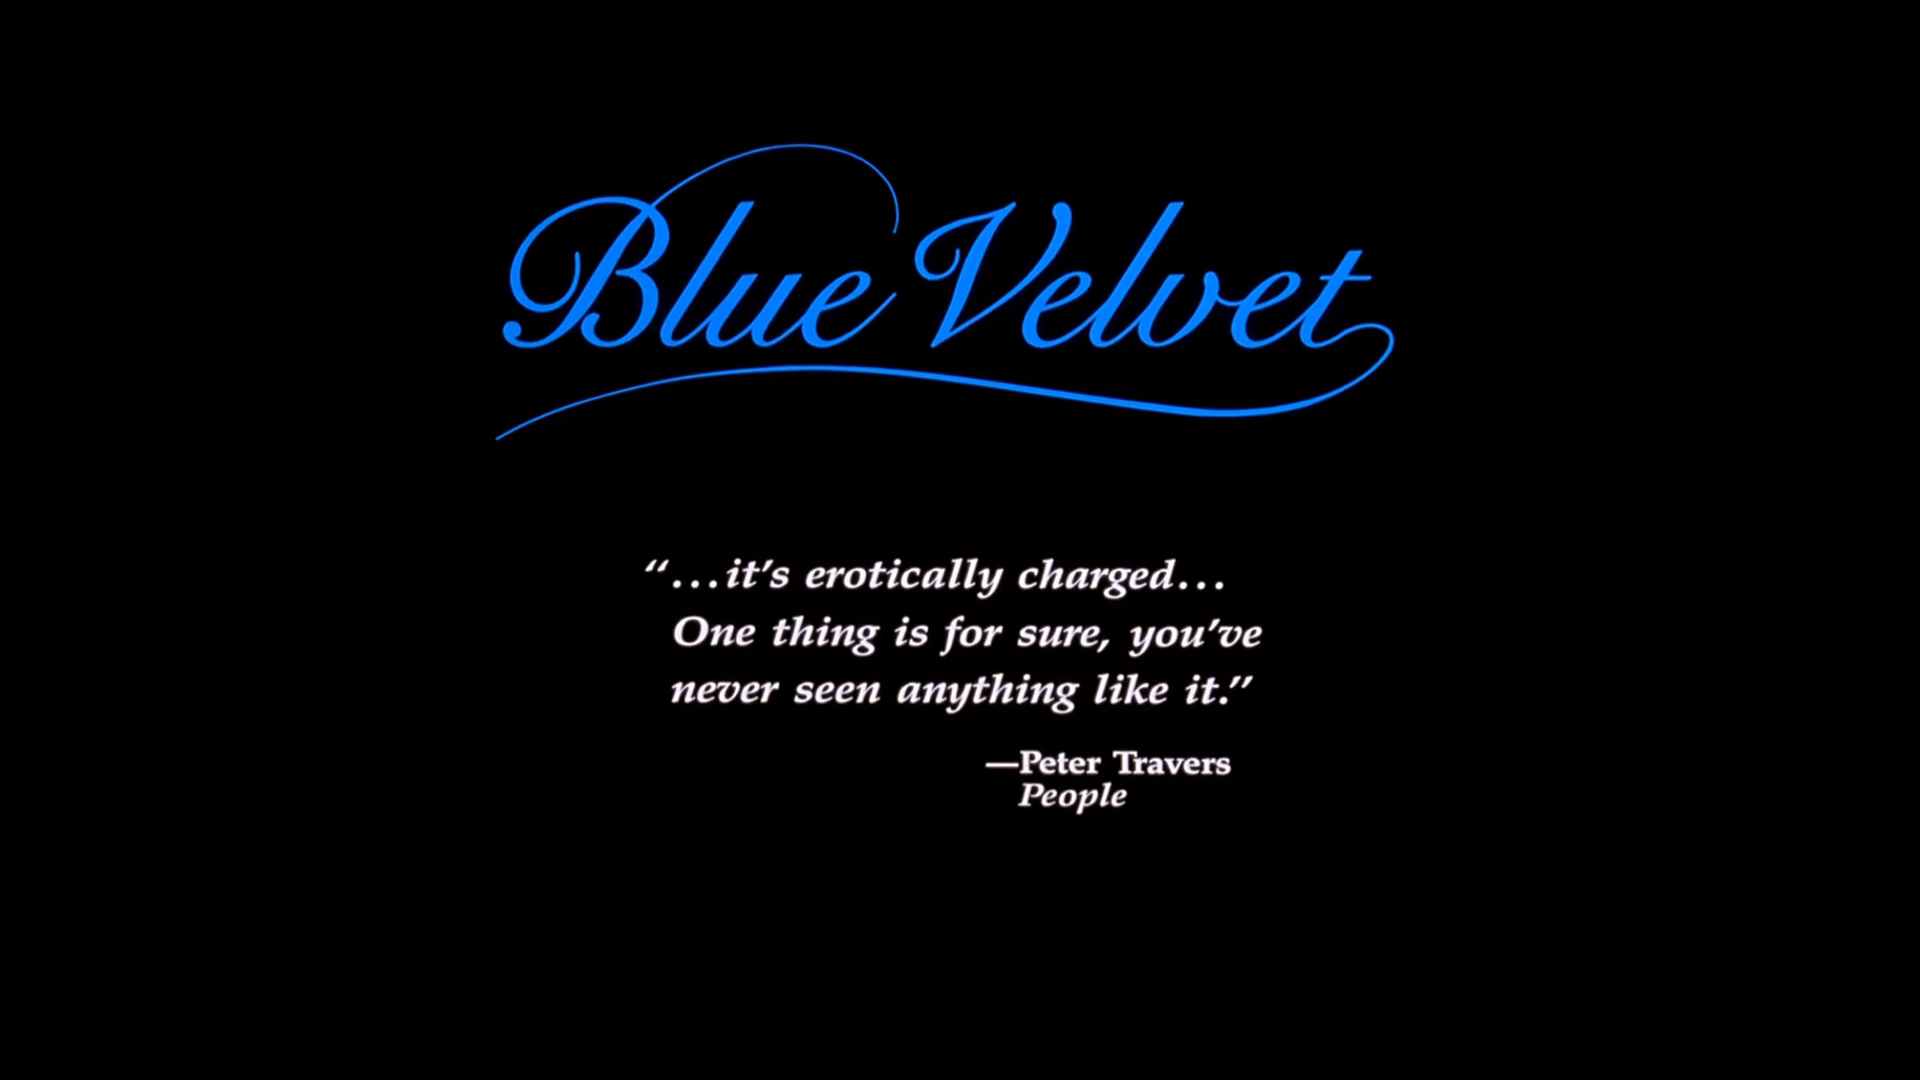 Blue Velvet
“...it’s erotically charged...
One thing is for sure, you’ve
never seen anything like it.”
—Peter Travers
People